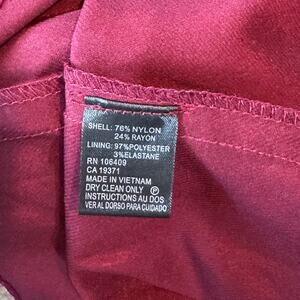 SHELL: 76% NYLON
24% RAYON
LINING: 97%POLYESTER
3%ELASTANE
RN 106409
CA 19371
MADE IN VIETNAM
DRY CLEAN ONLY Ⓟ
INSTRUCTIONS AU DOS
VER AL DORSO PARA CUIDADO